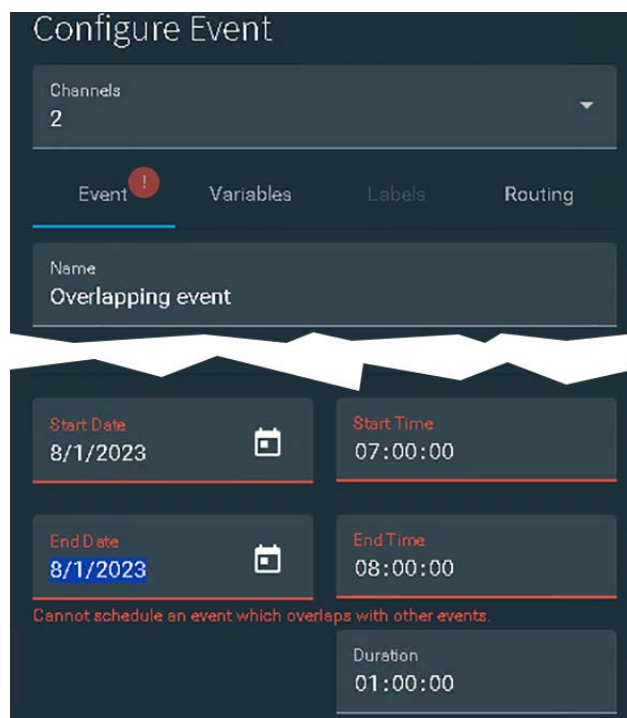 Configure Event
Channels
2
Event !
Variables
Labels
Routing
Name
Overlapping event
Start Date
8/1/2023
Start Time
07:00:00
End Date
8/1/2023
End Time
08:00:00
Cannot schedule an event which overlaps with other events.
Duration
01:00:00